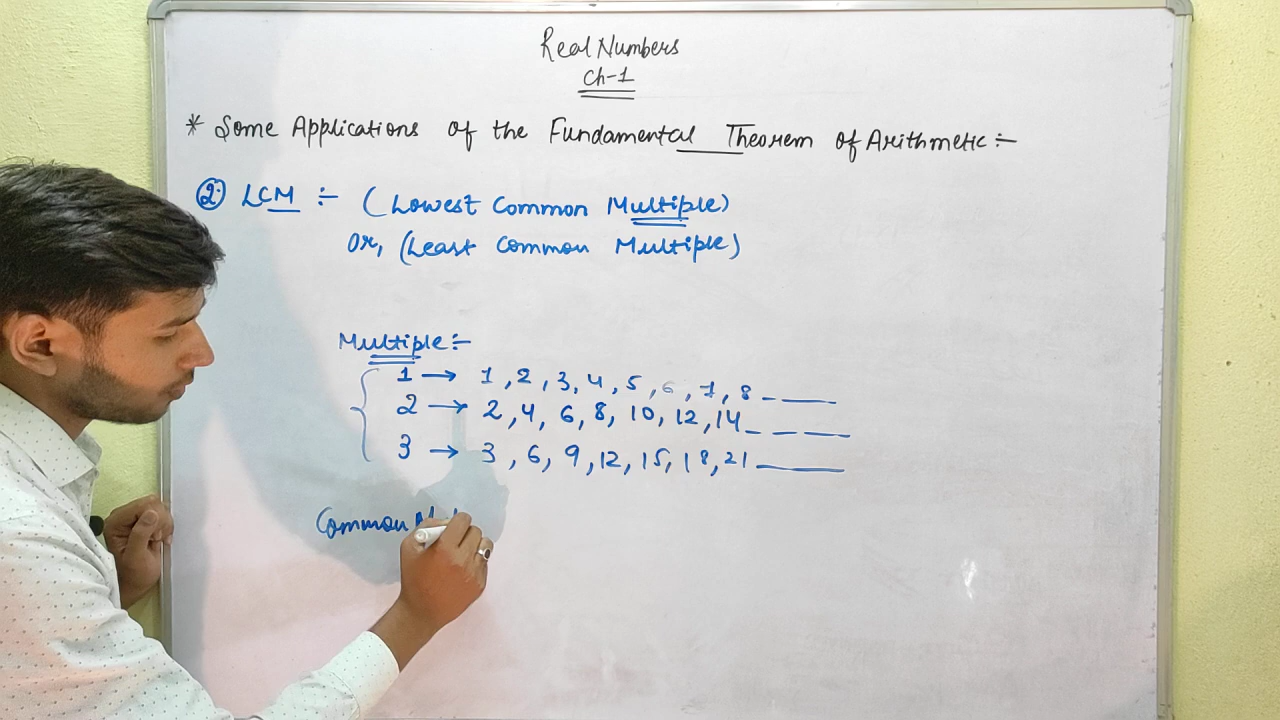 Real Numbers
Ch-1
* Some Applications of the Fundamental Theorem of Arithmetic :-
② LCM :- (Lowest Common Multiple)
Or, (Least Common Multiple)
Multiple :-
1 → 1, 2, 3, 4, 5, 6, 7, 8 - ——
2 → 2, 4, 6, 8, 10, 12, 14 - - - —
3 → 3, 6, 9, 12, 15, 18, 21 ——
Common